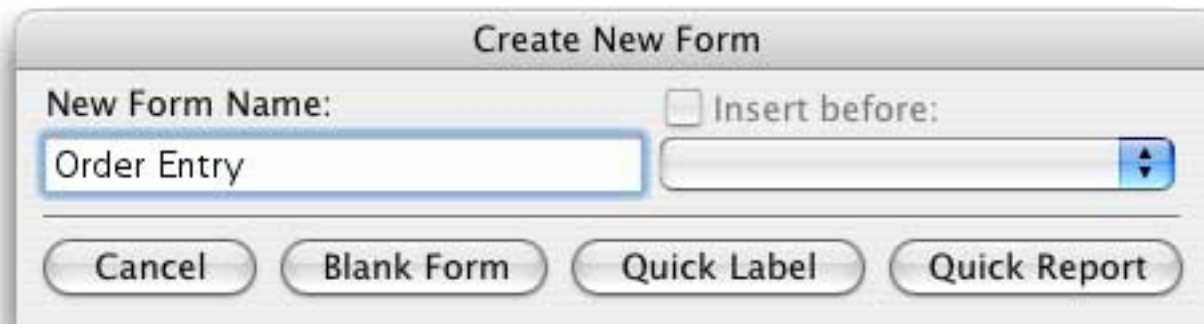 Create New Form
New Form Name:
Insert before:
Order Entry
Cancel
Blank Form
Quick Label
Quick Report